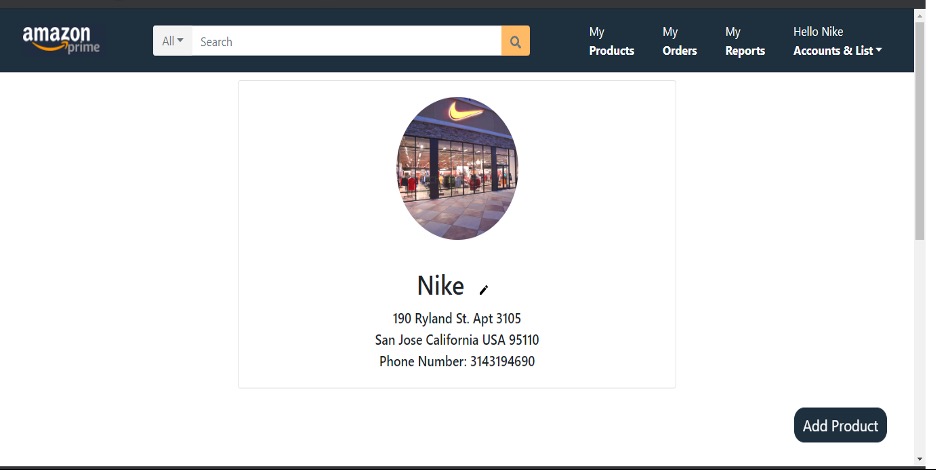 amazon
prime
All
Search
My
Products
My
Orders
My
Reports
Hello Nike
Accounts & List
Nike
190 Ryland St. Apt 3105
San Jose California USA 95110
Phone Number: 3143194690
Add Product